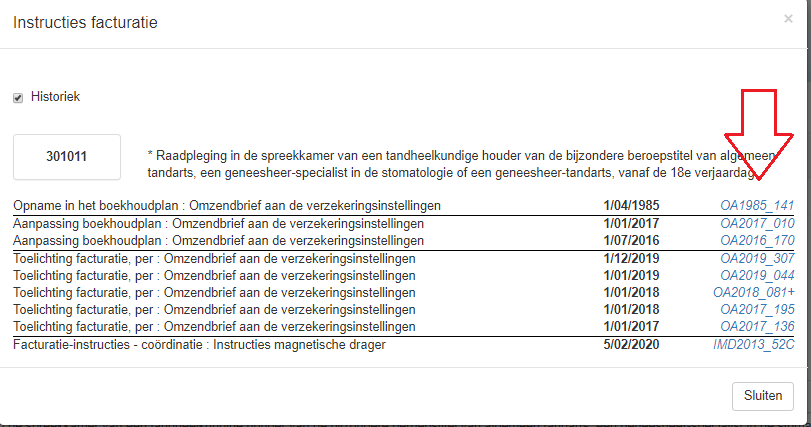 Instructies facturatie ×
Historiek
301011
* Raadpleging in de spreekkamer van een tandheelkundige houder van de bijzondere beroepstitel van algemeen
tandarts, een geneesheer-specialist in de stomatologie of een geneesheer-tandarts, vanaf de 18e verjaardag
Opname in het boekhoudplan : Omzendbrief aan de verzekeringsinstellingen 1/04/1985 OA1985_141
Aanpassing boekhoudplan : Omzendbrief aan de verzekeringsinstellingen 1/01/2017 OA2017_010
Aanpassing boekhoudplan : Omzendbrief aan de verzekeringsinstellingen 1/07/2016 OA2016_170
Toelichting facturatie, per : Omzendbrief aan de verzekeringsinstellingen 1/12/2019 OA2019_307
Toelichting facturatie, per : Omzendbrief aan de verzekeringsinstellingen 1/01/2019 OA2019_044
Toelichting facturatie, per : Omzendbrief aan de verzekeringsinstellingen 1/01/2018 OA2018_081+
Toelichting facturatie, per : Omzendbrief aan de verzekeringsinstellingen 1/01/2018 OA2017_195
Toelichting facturatie, per : Omzendbrief aan de verzekeringsinstellingen 1/01/2017 OA2017_136
Facturatie-instructies - coördinatie : Instructies magnetische drager 5/02/2020 IMD2013_52C
Sluiten